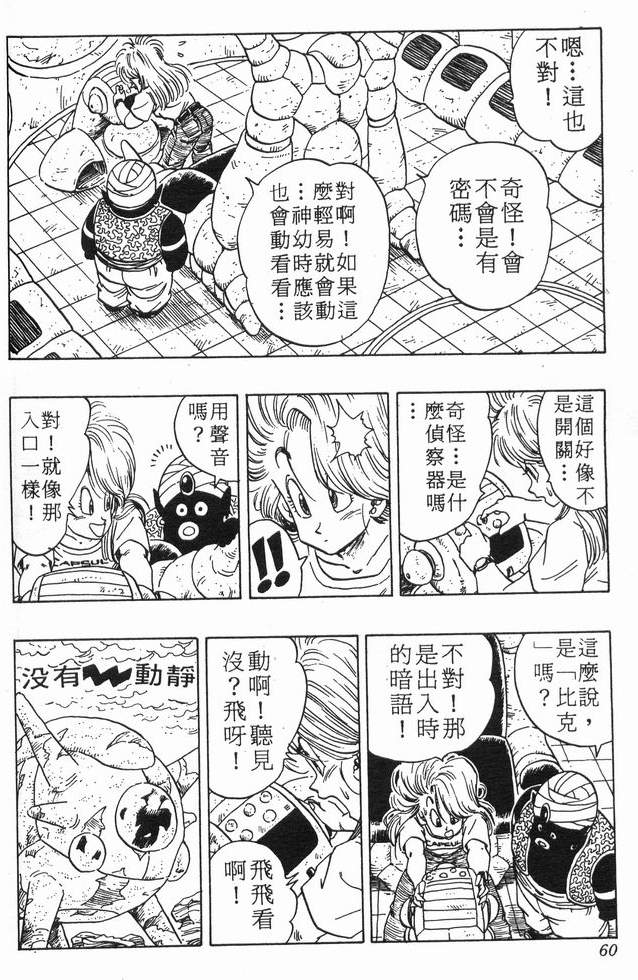 嗯…這也
不對！
奇怪！會
不會是有
密碼…
對啊！如果這
麼輕易就會動
…神幼時應該
也會動看看…
這個好像不
是開關…
奇怪…是什
麼偵察器嗎
…
!!
用聲音
嗎？
對！就像那
入口一樣！
CAPSUL
這麼說，
是「比克
」嗎？
不對！那
是出入時
的暗語！
動啊！聽見
沒？飛呀！
飛飛看
啊！
没有動靜
60